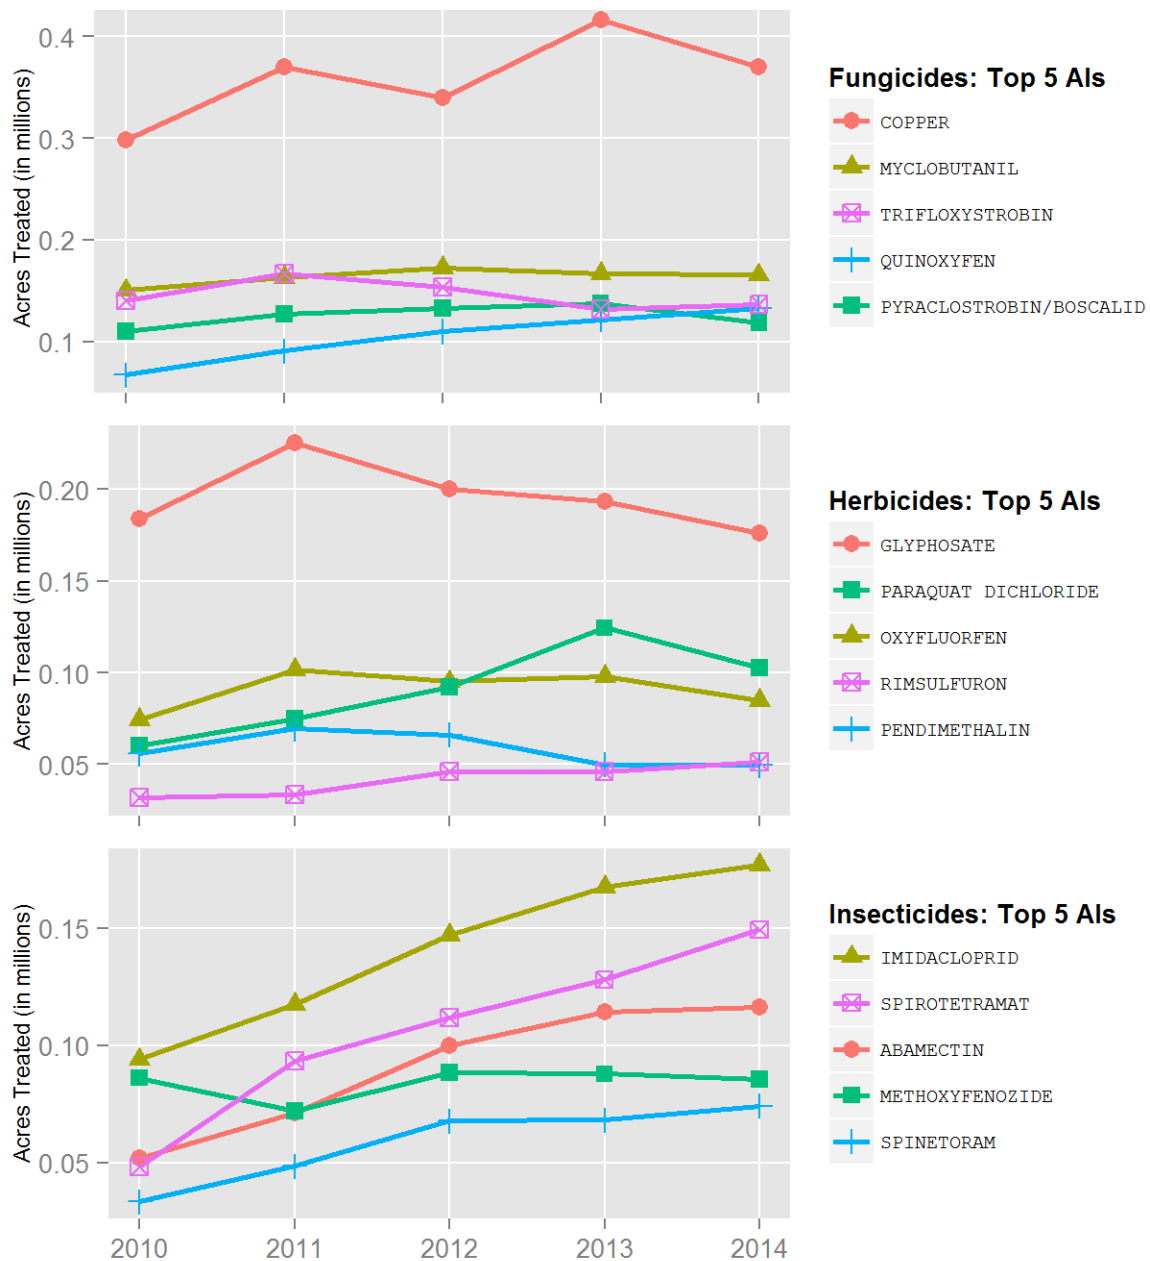 Acres Treated (in millions)
0.4
0.3
0.2
0.1
Fungicides: Top 5 AIs
COPPER
MYCLOBUTANIL
TRIFLOXYSTROBIN
QUINOXYFEN
PYRACLOSTROBIN/BOSCALID
Acres Treated (in millions)
0.20
0.15
0.10
0.05
Herbicides: Top 5 AIs
GLYPHOSATE
PARAQUAT DICHLORIDE
OXYFLUORFEN
RIMSULFURON
PENDIMETHALIN
Acres Treated (in millions)
0.15
0.10
0.05
Insecticides: Top 5 AIs
IMIDACLOPRID
SPIROTETRAMAT
ABAMECTIN
METHOXYFENOZIDE
SPINETORAM
2010 2011 2012 2013 2014